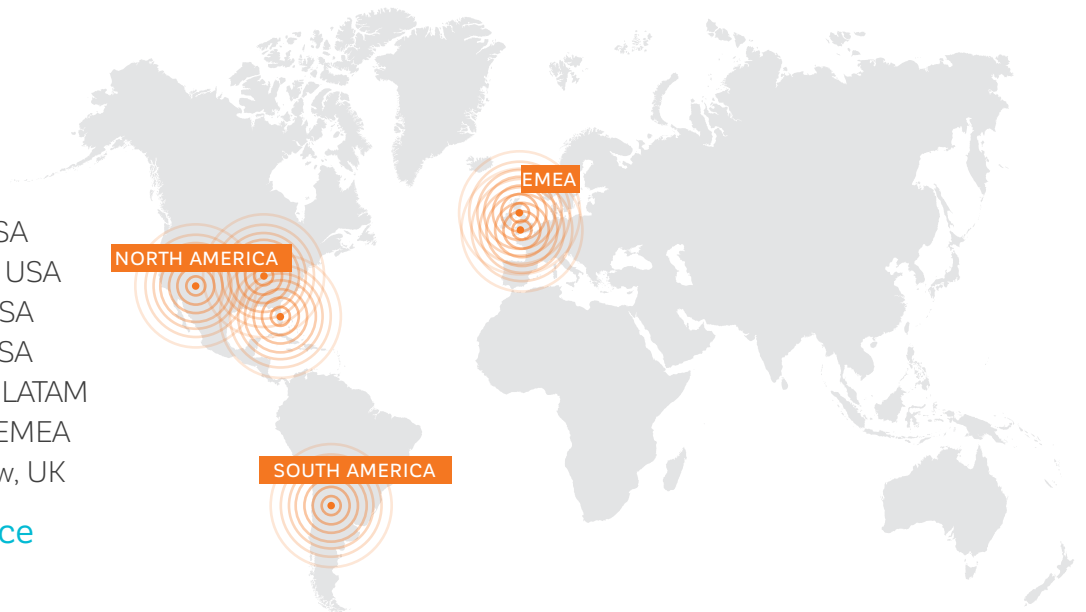 SA
USA
SA
SA
LATAM
EMEA
w, UK
ce
NORTH AMERICA
EMEA
SOUTH AMERICA